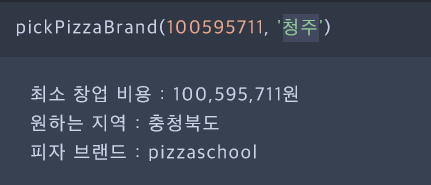 pickPizzaBrand(100595711, '청주')
최소 창업 비용 : 100,595,711원
원하는 지역 : 충청북도
피자 브랜드 : pizzaschool